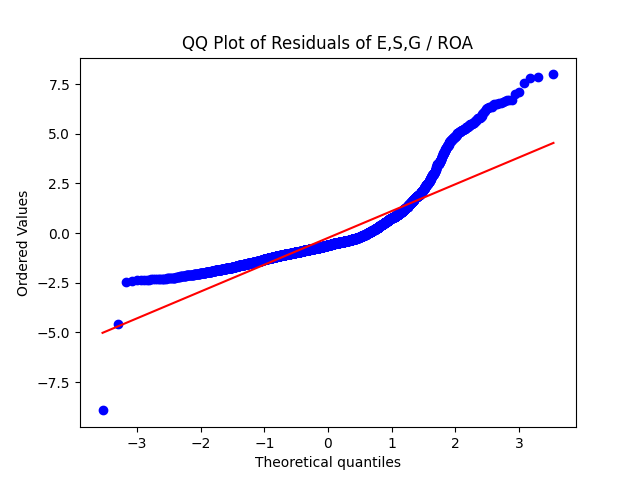 QQ Plot of Residuals of E,S,G / ROA
7.5
5.0
2.5
0.0
−2.5
−5.0
−7.5
Ordered Values
−3 −2 −1 0 1 2 3
Theoretical quantiles